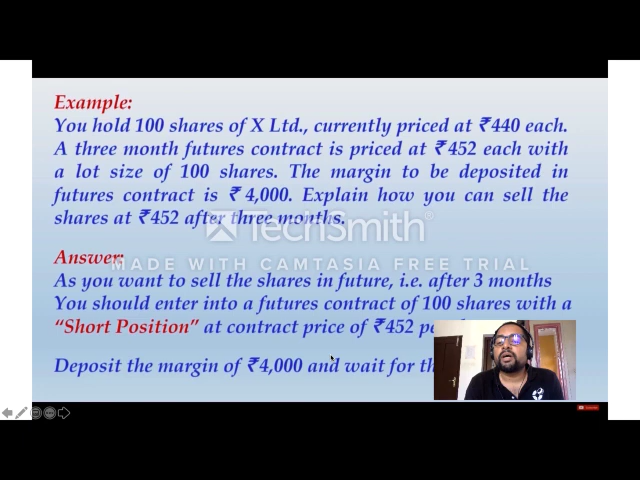 Example:
You hold 100 shares of X Ltd., currently priced at ₹440 each.
A three month futures contract is priced at ₹452 each with
a lot size of 100 shares. The margin to be deposited in
futures contract is ₹ 4,000. Explain how you can sell the
shares at ₹452 after three months.
TechSmith®
Answer:
MADE WITH CAMTASIA FREE TRIAL
As you want to sell the shares in future, i.e. after 3 months
You should enter into a futures contract of 100 shares with a
“Short Position” at contract price of ₹452
Deposit the margin of ₹4,000 and wait for